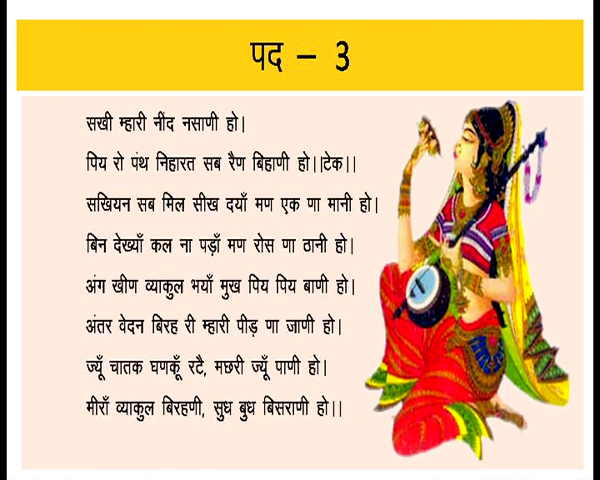 पद – 3
सखी म्हारी नींद नसाणी हो।
पिय रो पंथ निहारत सब रैण बिहाणी हो।।टेक।।
सखियन सब मिल सीख दयाँ मण एक णा मानी हो।
बिन देख्याँ कल ना पड़ाँ मण रोस णा ठानी हो।
अंग खीण व्याकुल भयाँ मुख पिय पिय बाणी हो।
अंतर वेदन बिरह री म्हारी पीड़ णा जाणी हो।
ज्यूँ चातक घणकूँ रटै, मछरी ज्यूँ पाणी हो।
मीराँ व्याकुल बिरहणी, सुध बुध बिसराणी हो।।